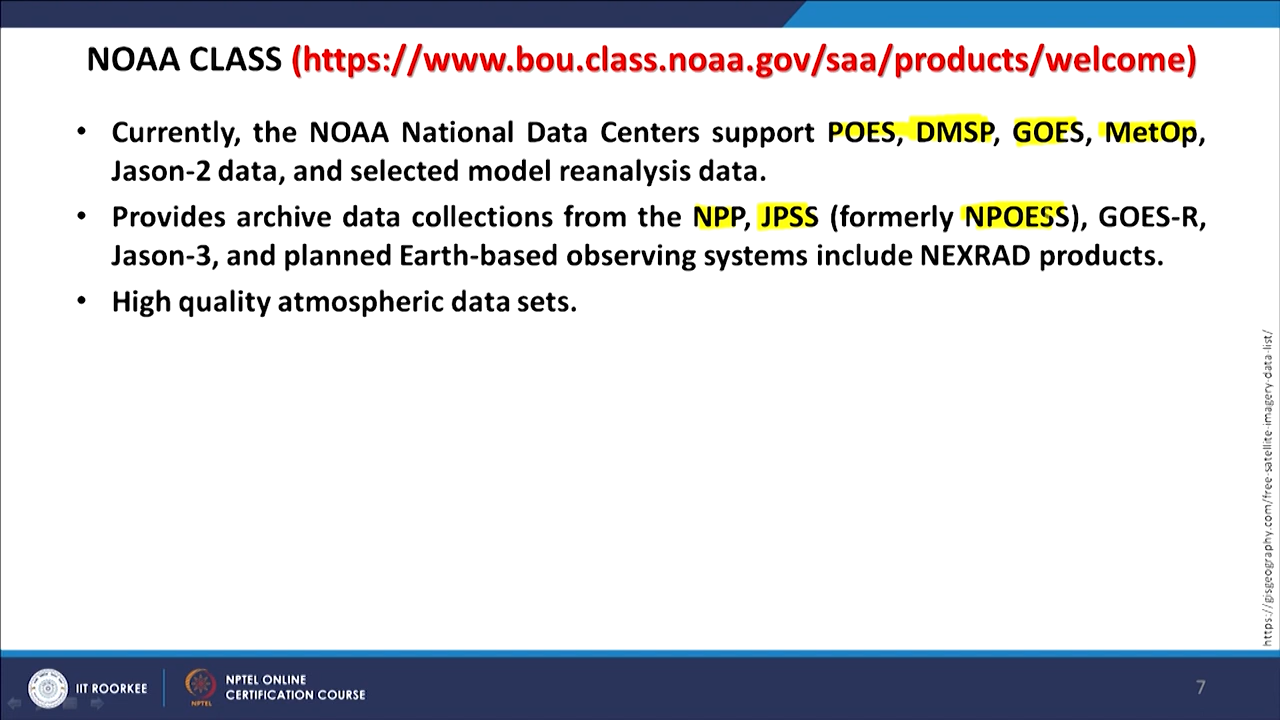 NOAA CLASS (https://www.bou.class.noaa.gov/saa/products/welcome)
• Currently, the NOAA National Data Centers support POES, DMSP, GOES, MetOp,
Jason-2 data, and selected model reanalysis data.
• Provides archive data collections from the NPP, JPSS (formerly NPOESS), GOES-R,
Jason-3, and planned Earth-based observing systems include NEXRAD products.
• High quality atmospheric data sets.
https://gisgeography.com/free-satellite-imagery-data-list/
IIT ROORKEE
NPTEL
NPTEL ONLINE
CERTIFICATION COURSE
7